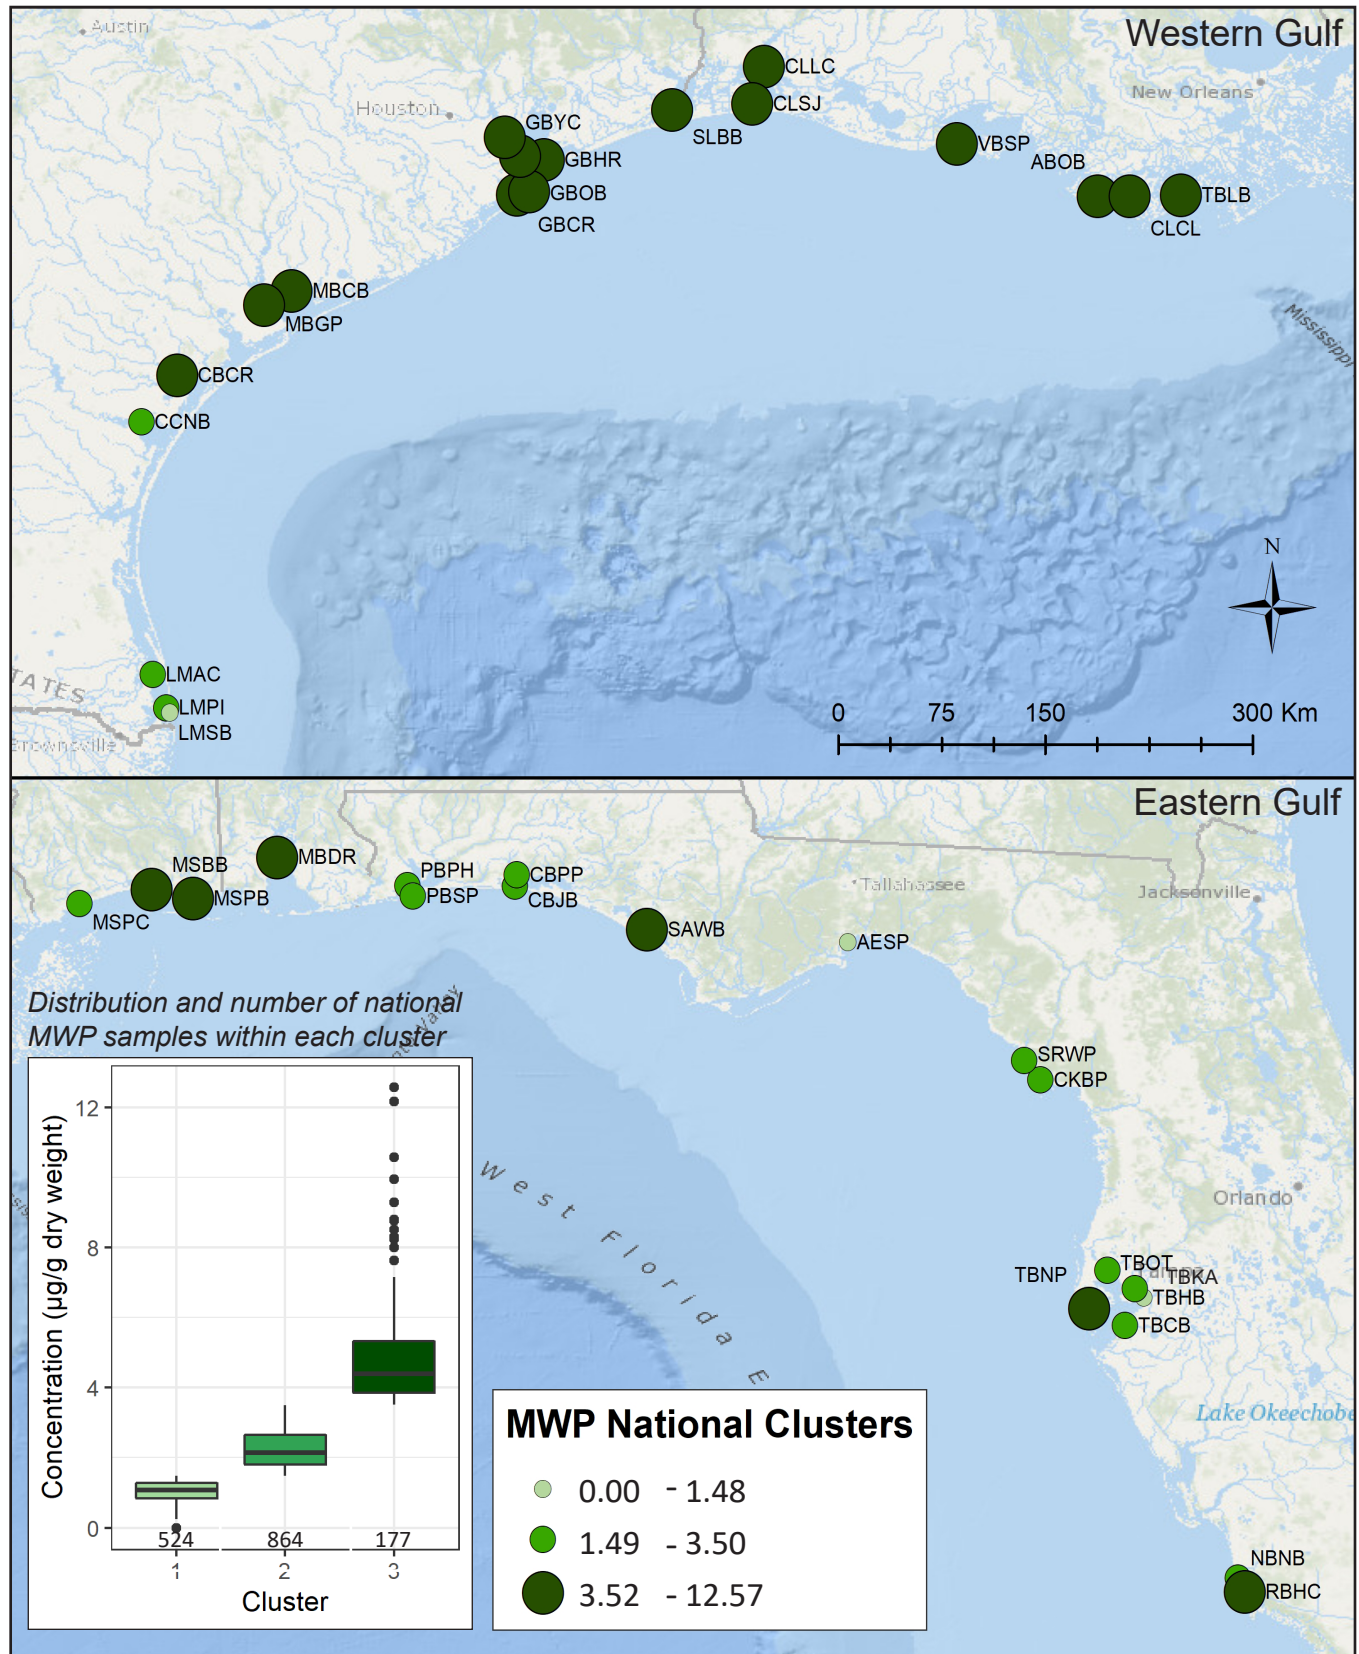 Western Gulf
Austin
Houston
New Orleans
CLLC
CLSJ
SLBB
GBYC
GBHR
GBOB
GBCR
VBSP
ABOB
TBLB
CLCL
MBCB
MBGP
CBCR
CCNB
Mississippi
N
LMAC
LMPI
LMSB
TATES
Brownsville
0 75 150 300 Km
Eastern Gulf
MSBB
MBDR
MSPB
MSPC
PBPH
PBSP
CBPP
CBJB
SAWB
Tallahassee
AESP
Jacksonville
Distribution and number of national
MWP samples within each cluster
Valley
SRWP
CKBP
West Florida E
Orlando
TBNP
TBOT
Tampa
TBKA
TBHB
TBCB
Lake Okeechobe
NBNB
RBHC
Concentration (µg/g dry weight)
12
8
4
0
524 864 177
1 2 3
Cluster
MWP National Clusters
0.00 - 1.48
1.49 - 3.50
3.52 - 12.57